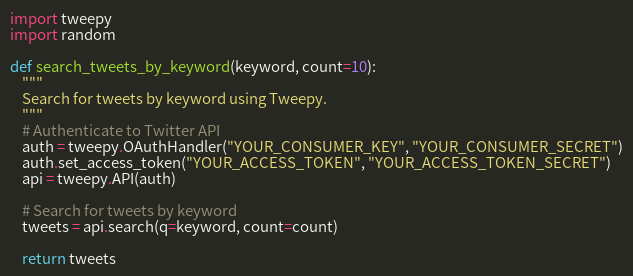 import tweepy
import random

def search_tweets_by_keyword(keyword, count=10):
    """
    Search for tweets by keyword using Tweepy.
    """
    # Authenticate to Twitter API
    auth = tweepy.OAuthHandler("YOUR_CONSUMER_KEY", "YOUR_CONSUMER_SECRET")
    auth.set_access_token("YOUR_ACCESS_TOKEN", "YOUR_ACCESS_TOKEN_SECRET")
    api = tweepy.API(auth)

    # Search for tweets by keyword
    tweets = api.search(q=keyword, count=count)

    return tweets